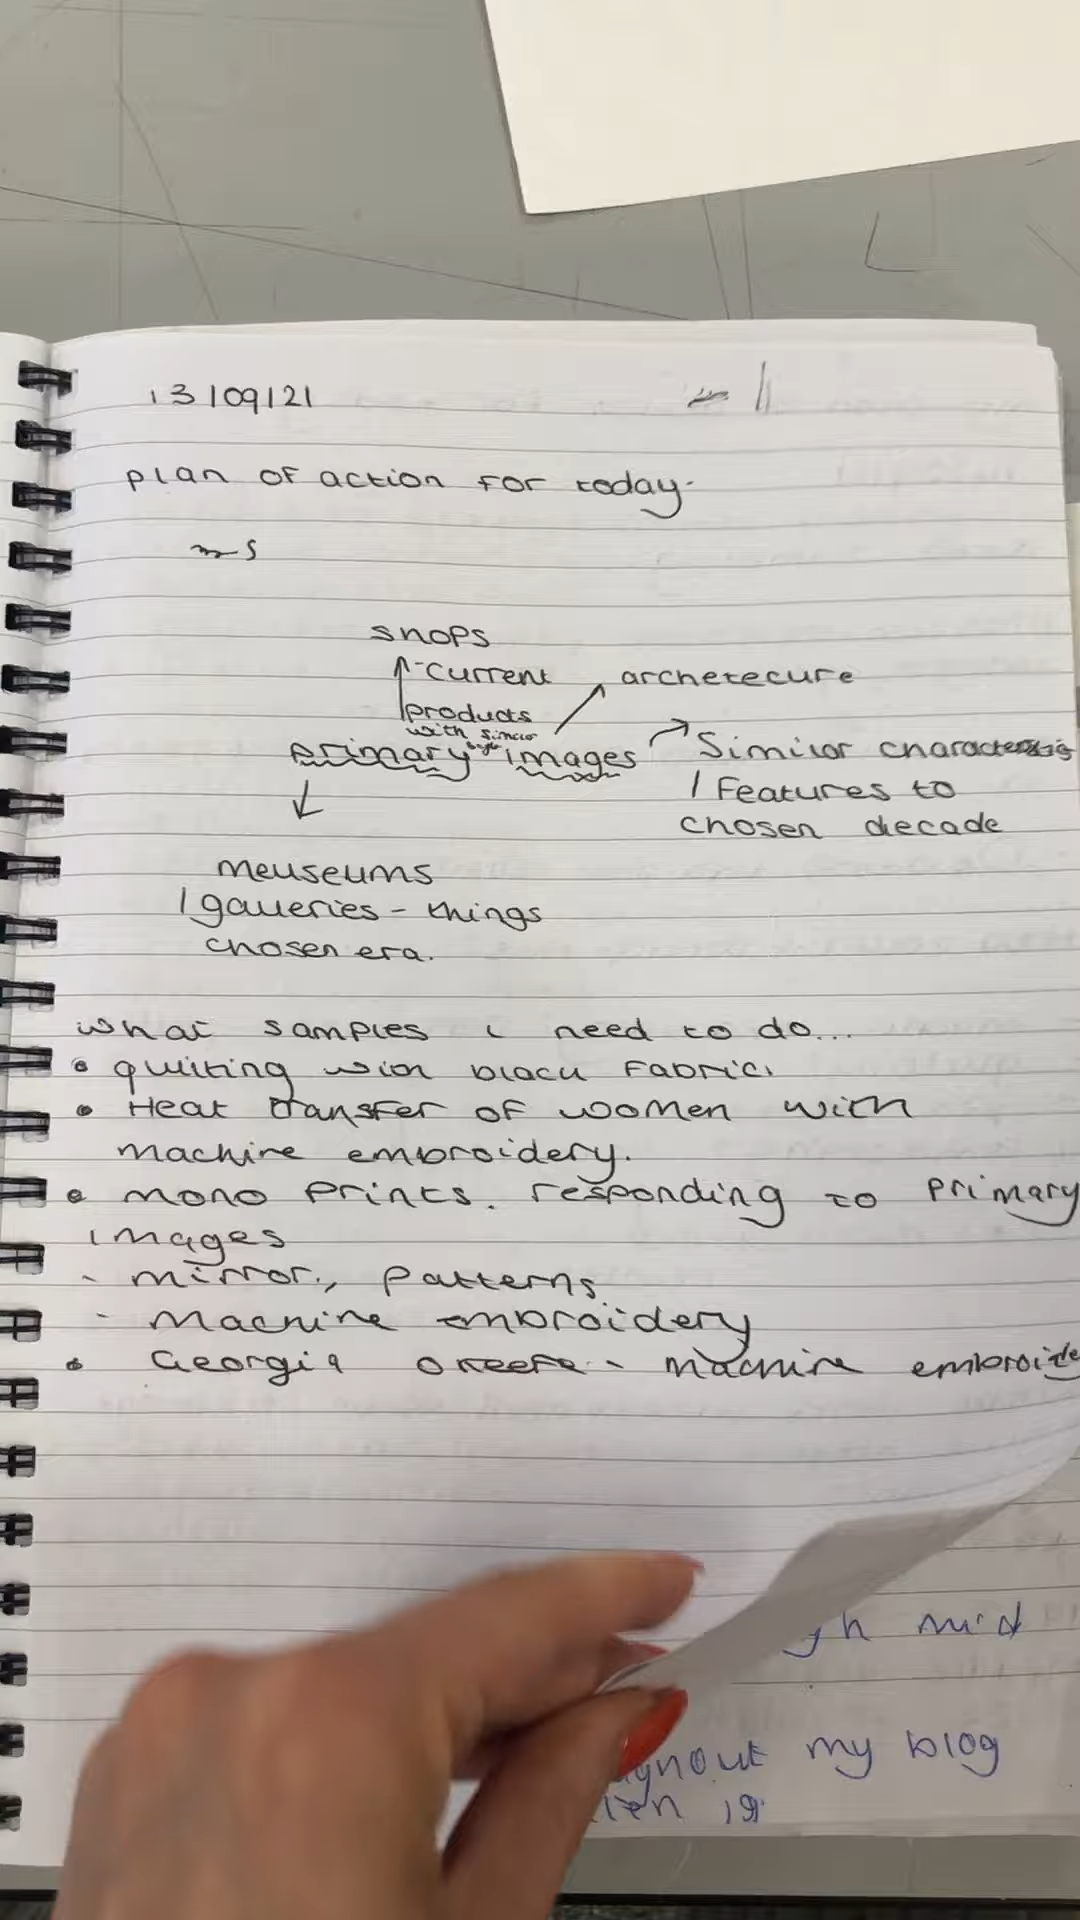 13/09/21
plan of action for today.
shops
-current
products
with similar
style
archetecure
primary images
Similar characteristics
/ Features to
chosen decade
meuseums
/galleries - things
chosen era.
what samples i need to do...
• quilting with black fabric.
• Heat transfer of women with
machine embroidery.
• mono prints. responding to primary
images
- mirror, patterns
- Machine embroidery
• Georgia okeefe - machine embroide
gh mid
my blog